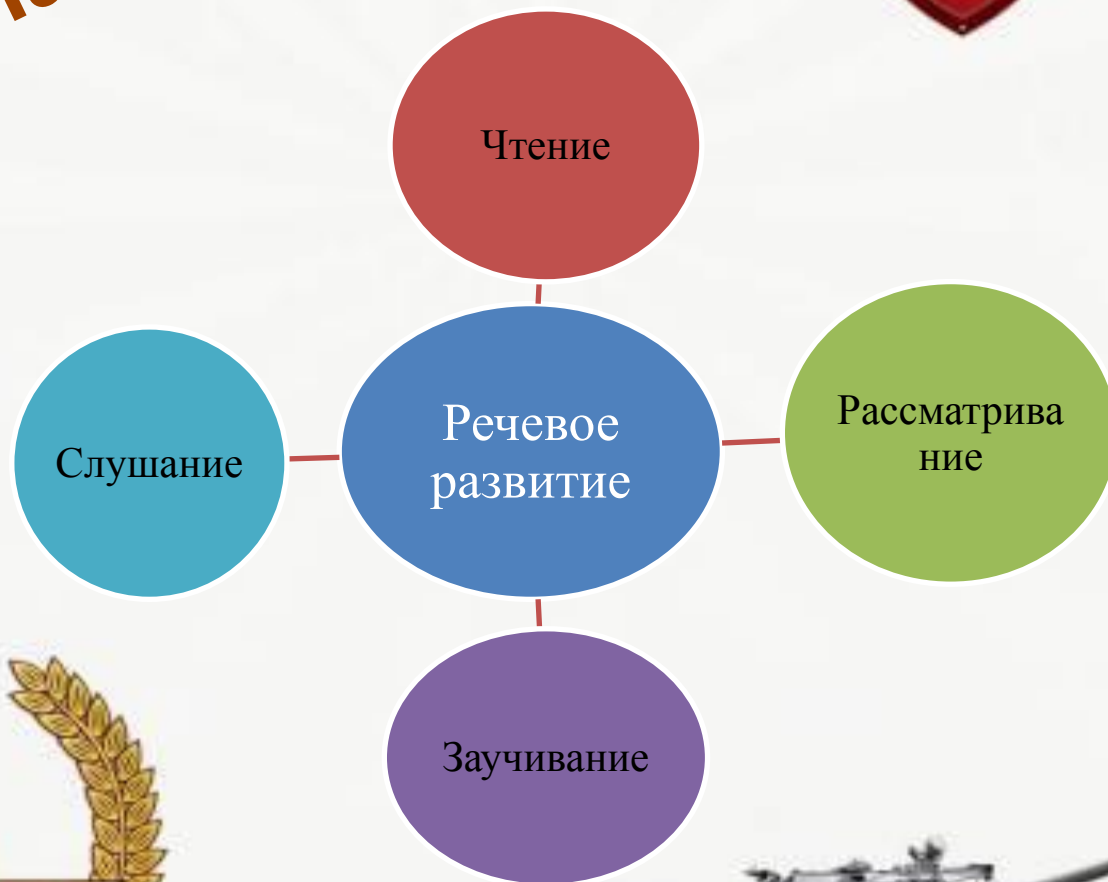 Чтение
Рассматрива
ние
Речевое
развитие
Слушание
Заучивание